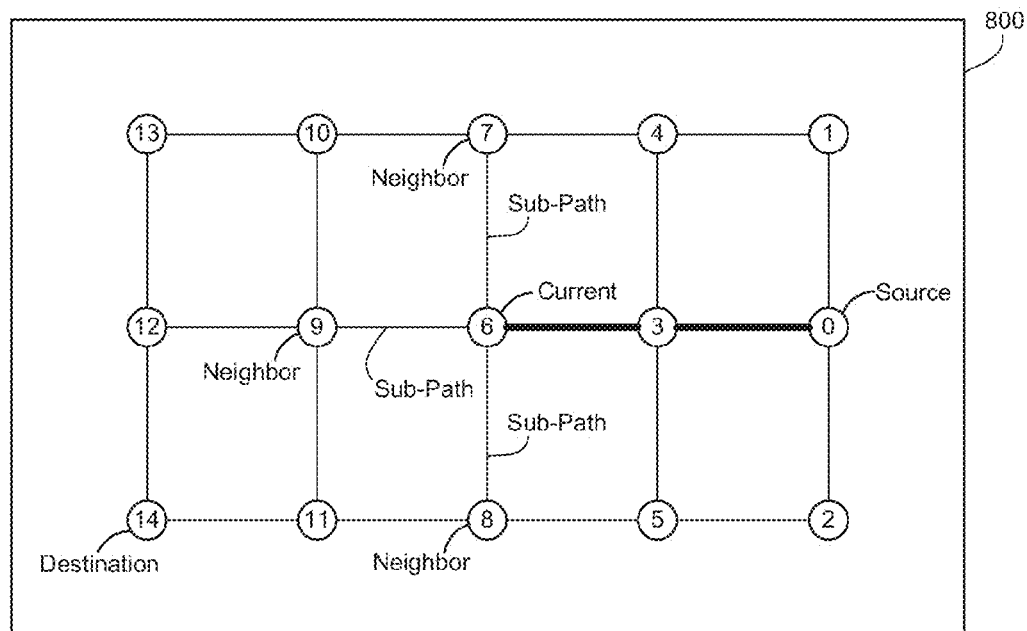 800
13 10 7 4 1
Neighbor
Sub-Path
Current
Source
12 9 6 3 0
Neighbor
Sub-Path
Sub-Path
14 11 8 5 2
Destination
Neighbor